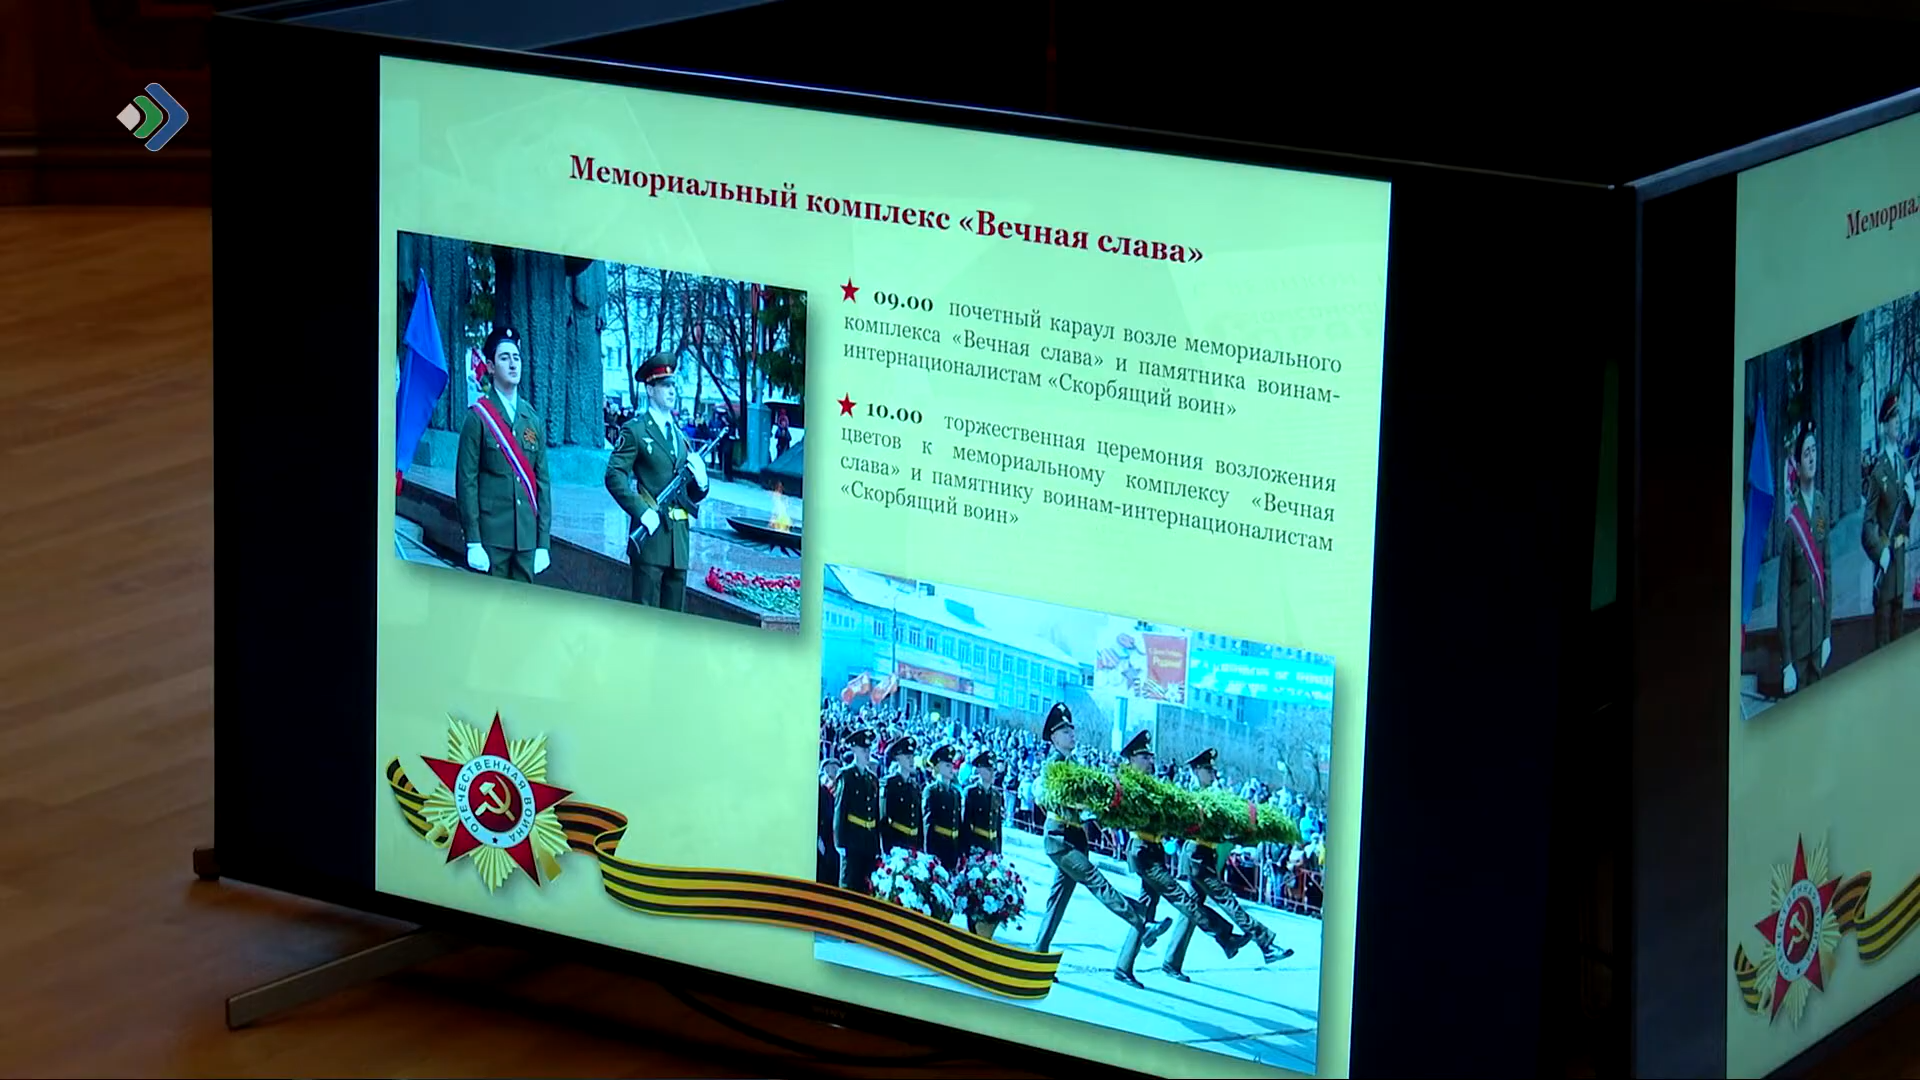 Мемориальный комплекс «Вечная слава»
09.00 почетный караул возле мемориального
комплекса «Вечная слава» и памятника воинам-
интернационалистам «Скорбящий воин»
10.00 торжественная церемония возложения
цветов к мемориальному комплексу «Вечная
слава» и памятнику воинам-интернационалистам
«Скорбящий воин»
ОТЕЧЕСТВЕННАЯ ВОЙНА
SONY